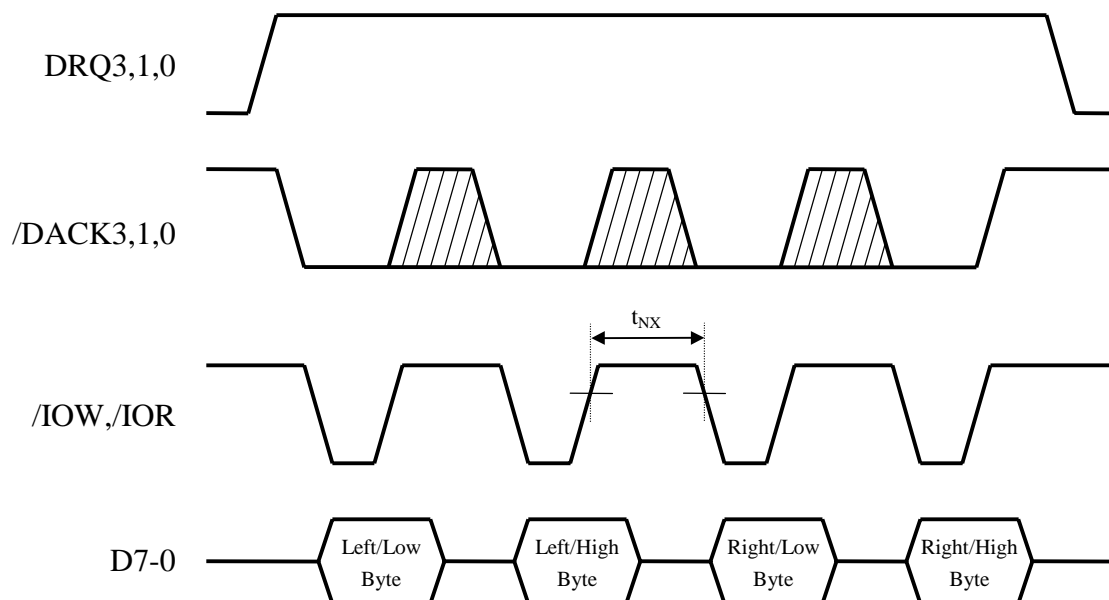 DRQ3,1,0
/DACK3,1,0
tNX
/IOW,/IOR
D7-0
Left/Low
Byte
Left/High
Byte
Right/Low
Byte
Right/High
Byte